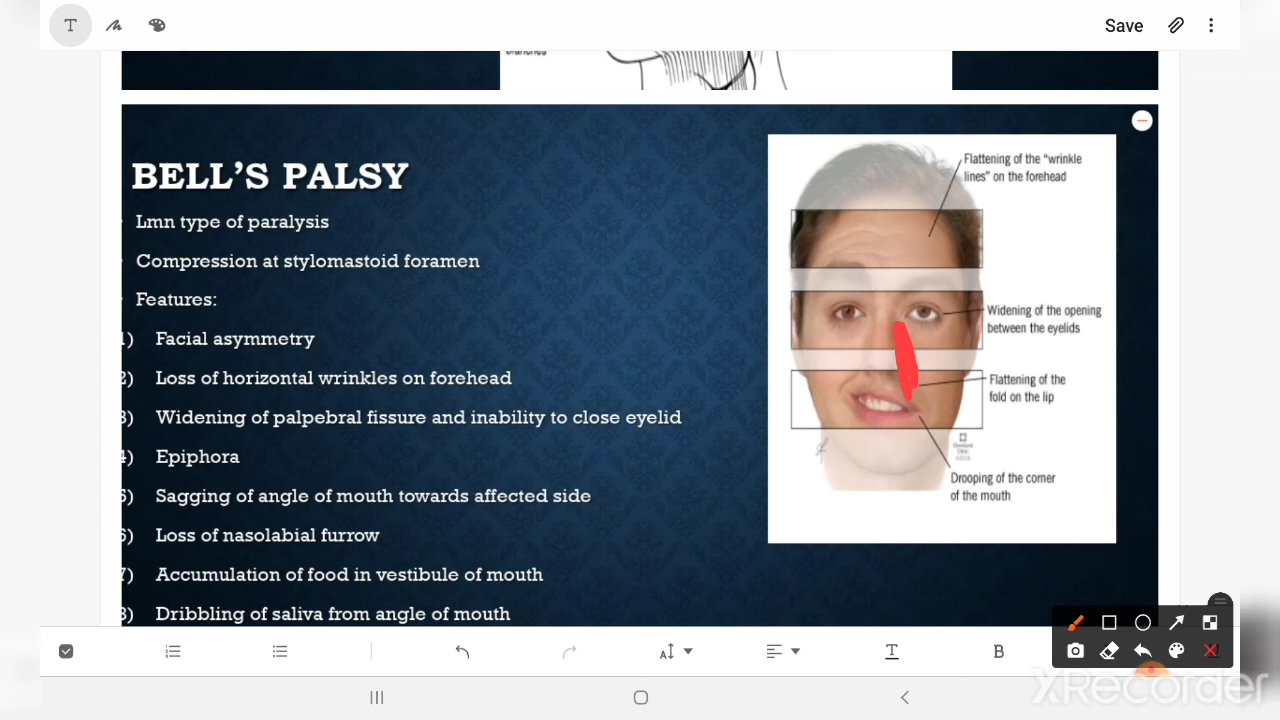 T
Save
branches
BELL'S PALSY
Lmn type of paralysis
Compression at stylomastoid foramen
Features:
1) Facial asymmetry
2) Loss of horizontal wrinkles on forehead
3) Widening of palpebral fissure and inability to close eyelid
4) Epiphora
5) Sagging of angle of mouth towards affected side
6) Loss of nasolabial furrow
7) Accumulation of food in vestibule of mouth
8) Dribbling of saliva from angle of mouth
Flattening of the "wrinkle
lines" on the forehead
Widening of the opening
between the eyelids
Flattening of the
fold on the lip
Cleveland
Clinic
Drooping of the corner
of the mouth
T
B
XRecorder